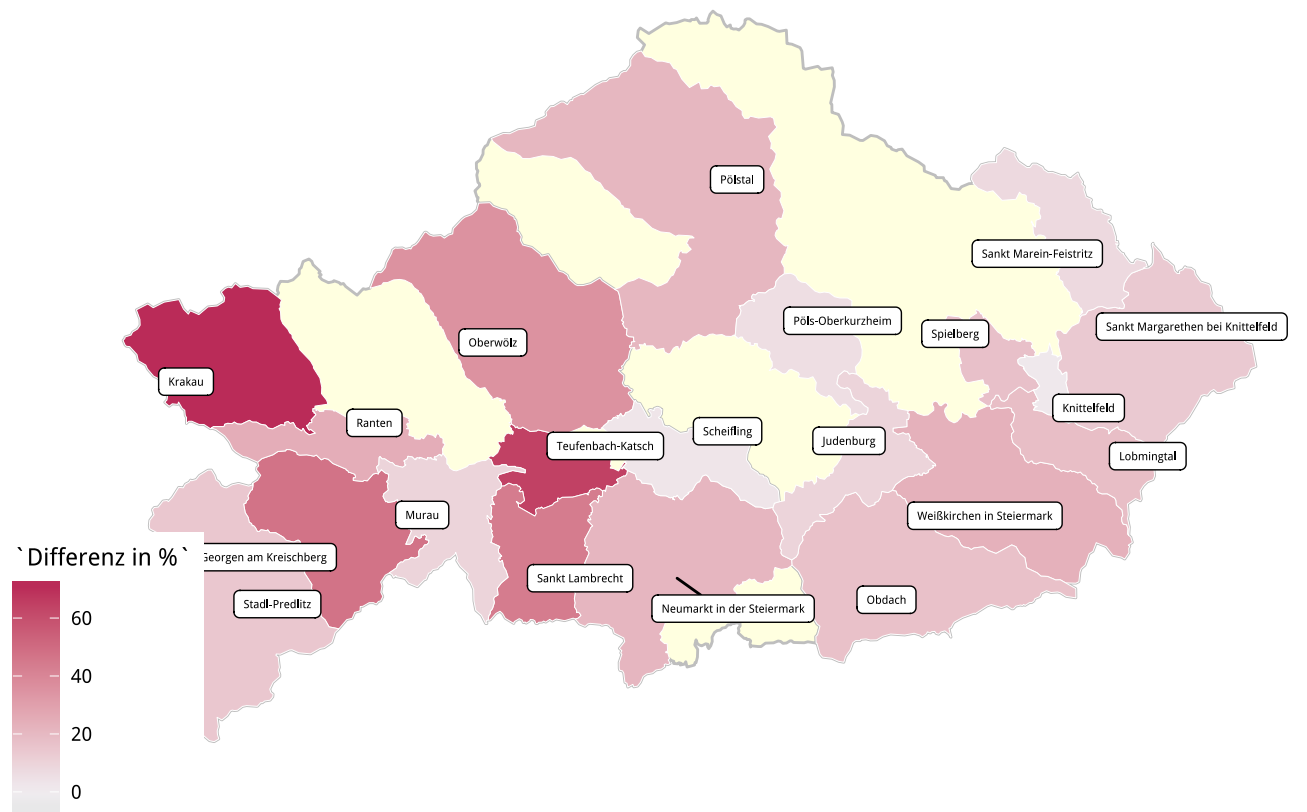 Pölstal
Sankt Marein-Feistritz
Pöls-Oberkurzheim
Spielberg
Sankt Margarethen bei Knittelfeld
Oberwölz
Krakau
Knittelfeld
Ranten
Scheifling
Judenburg
Teufenbach-Katsch
Lobmingtal
Murau
Weißkirchen in Steiermark
`Differenz in %`
Georgen am Kreischberg
Sankt Lambrecht
Stadl-Predlitz
Neumarkt in der Steiermark
Obdach
60
40
20
0